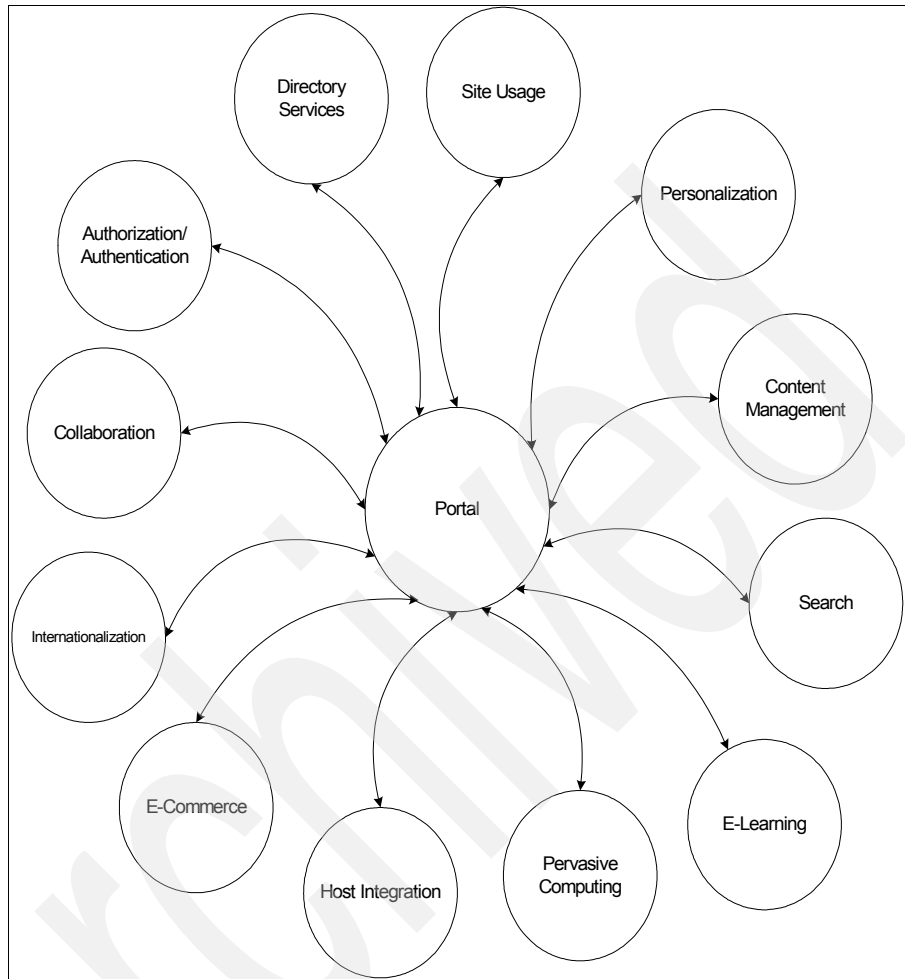 Directory
Services
Site Usage
Personalization
Authorization/
Authentication
Content
Management
Collaboration
Portal
Search
Internationalization
E-Commerce
E-Learning
Pervasive
Computing
Host Integration
rchived